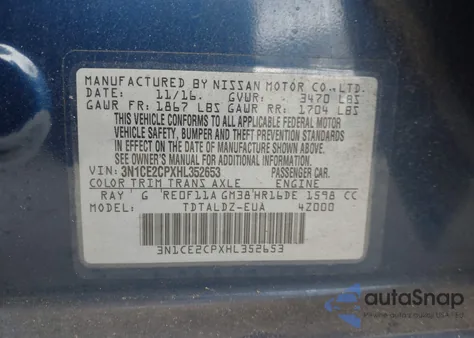 MANUFACTURED BY NISSAN MOTOR CO., LTD.
DATE: 11/16. GVWR: 3470 LBS
GAWR FR: 1867 LBS GAWR RR: 1704 LBS
THIS VEHICLE CONFORMS TO ALL APPLICABLE FEDERAL MOTOR
VEHICLE SAFETY, BUMPER AND THEFT PREVENTION STANDARDS
IN EFFECT ON THE DATE OF MANUFACTURE SHOWN ABOVE.
SEE OWNER'S MANUAL FOR ADDITIONAL INFORMATION.
VIN: 3N1CE2CPXHL352653 PASSENGER CAR.
COLOR TRIM TRANS AXLE ENGINE
RAY G RE0F11A GM38 HR16DE 1598 CC
MODEL: TDTALDZ-EUA 4Z000
3N1CE2CPXHL352653
autoSnap